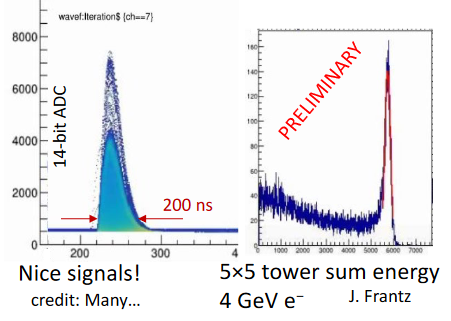 wavef:Iteration$ {ch==7}
8000
6000
4000
2000
0
14-bit ADC
200 ns
200
300
4
160
140
120
100
80
60
40
20
0
PRELIMINARY
0 1000 2000 3000 4000 5000 6000 7000
Nice signals!
credit: Many...
5×5 tower sum energy
4 GeV e⁻ J. Frantz